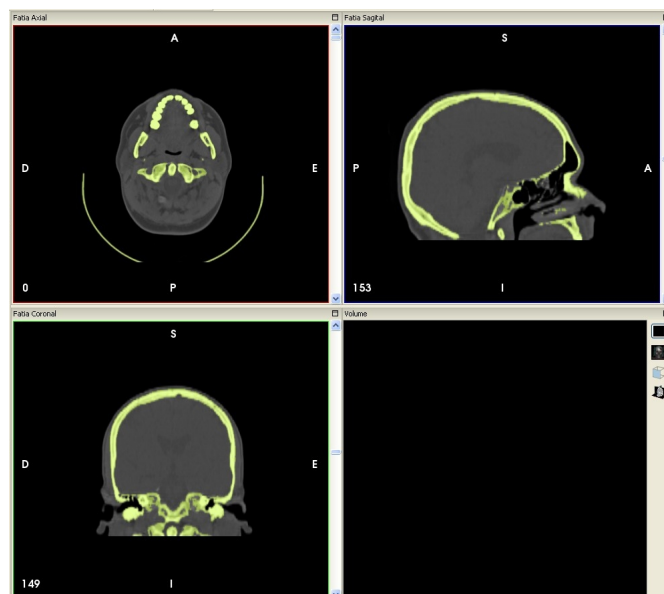 Fatia Axial
A
D
E
0
P
Fatia Sagital
S
P
A
153
I
Fatia Coronal
S
D
E
149
I
Volume